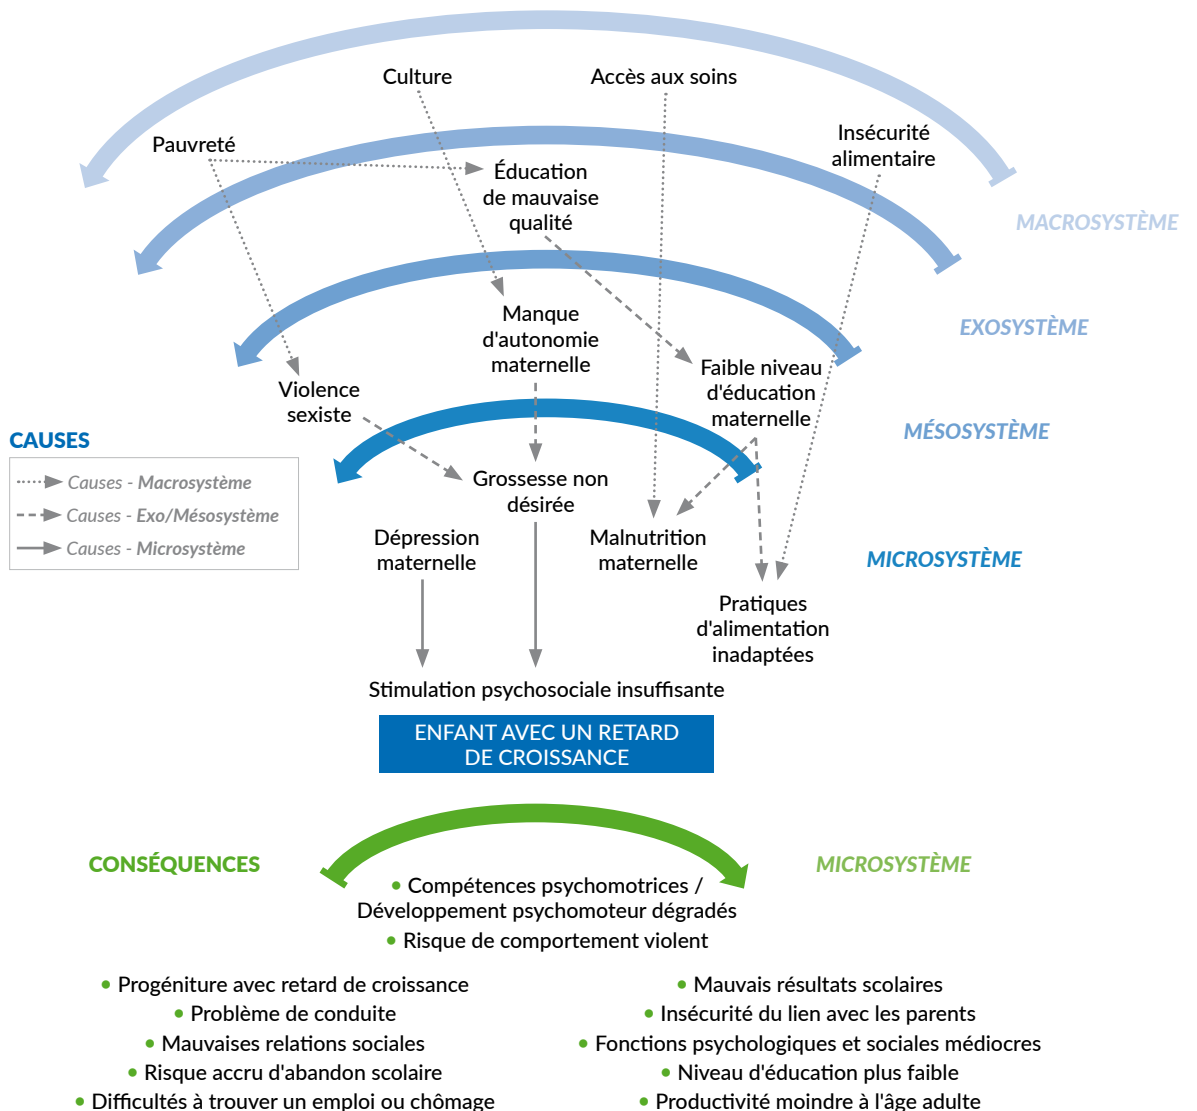 Culture
Accès aux soins
Pauvreté
Insécurité
alimentaire
Éducation
de mauvaise
qualité
MACROSYSTÈME
Manque
d'autonomie
maternelle
EXOSYSTÈME
Violence
sexiste
Faible niveau
d'éducation
maternelle
MÉSOSYSTÈME
CAUSES
Causes - Macrosystème
Causes - Exo/Mésosystème
Causes - Microsystème
Grossesse non
désirée
Dépression
maternelle
Malnutrition
maternelle
MICROSYSTÈME
Pratiques
d'alimentation
inadaptées
Stimulation psychosociale insuffisante
ENFANT AVEC UN RETARD
DE CROISSANCE
CONSÉQUENCES
MICROSYSTÈME
• Compétences psychomotrices /
Développement psychomoteur dégradés
• Risque de comportement violent
• Progéniture avec retard de croissance
• Problème de conduite
• Mauvaises relations sociales
• Risque accru d'abandon scolaire
• Difficultés à trouver un emploi ou chômage
• Mauvais résultats scolaires
• Insécurité du lien avec les parents
• Fonctions psychologiques et sociales médiocres
• Niveau d'éducation plus faible
• Productivité moindre à l'âge adulte